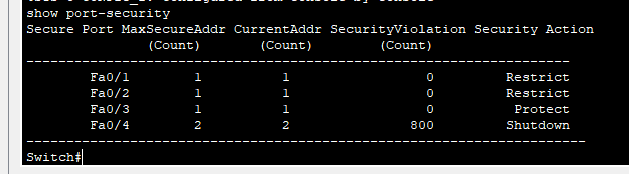 show port-security
Secure Port MaxSecureAddr CurrentAddr SecurityViolation Security Action
(Count) (Count) (Count)
--------------------------------------------------------------------
Fa0/1 1 1 0 Restrict
Fa0/2 1 1 0 Restrict
Fa0/3 1 1 0 Protect
Fa0/4 2 2 800 Shutdown
----------------------------------------------------------------------
Switch#